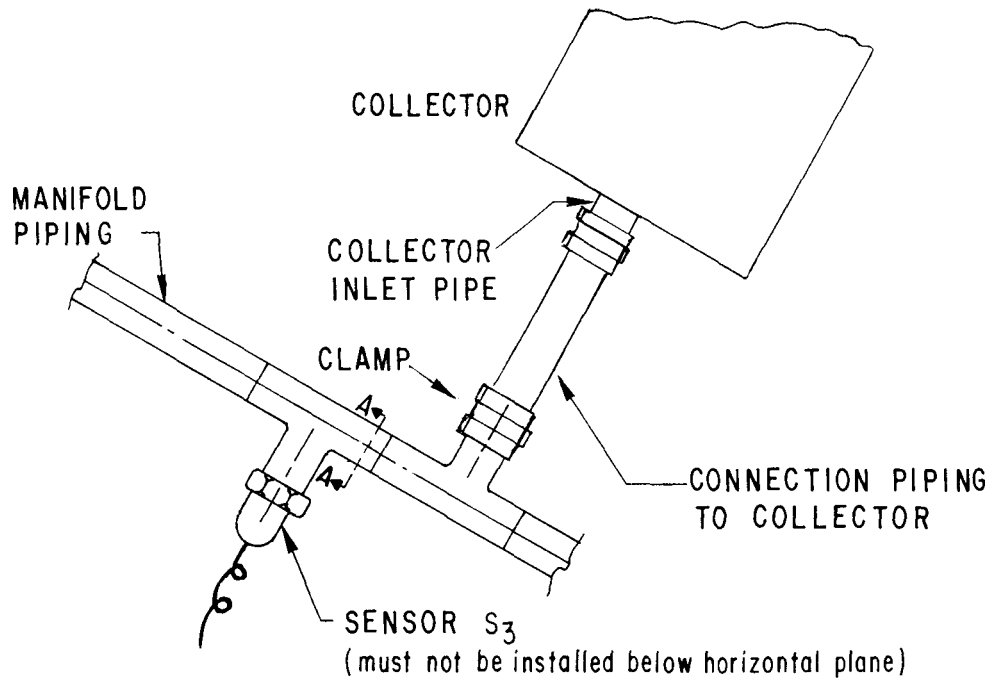 COLLECTOR
MANIFOLD
PIPING
COLLECTOR
INLET PIPE
CLAMP
A
A
CONNECTION PIPING
TO COLLECTOR
SENSOR S3
(must not be installed below horizontal plane)